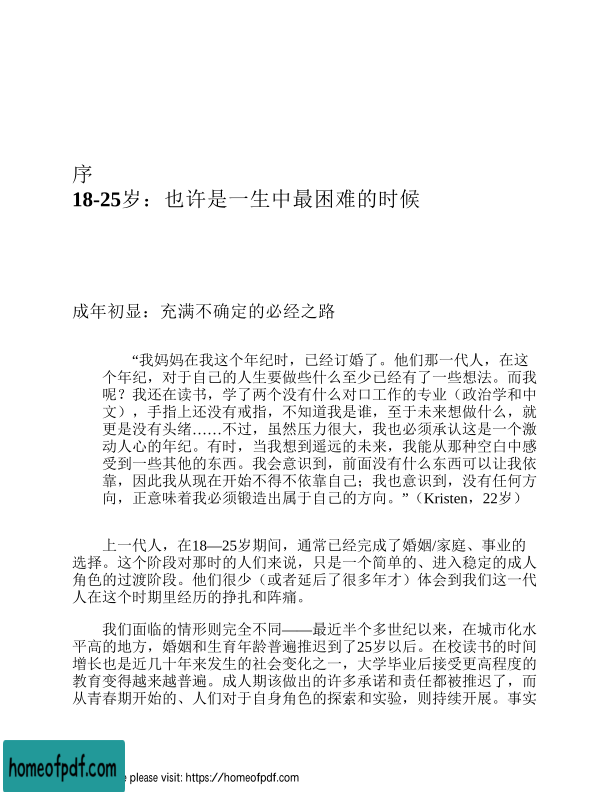 序
18-25岁：也许是一生中最困难的时候
成年初显：充满不确定的必经之路
“我妈妈在我这个年纪时，已经订婚了。他们那一代人，在这
个年纪，对于自己的人生要做些什么至少已经有了一些想法。而我
呢？我还在读书，学了两个没有什么对口工作的专业（政治学和中
文），手指上还没有戒指，不知道我是谁，至于未来想做什么，就
更是没有头绪……不过，虽然压力很大，我也必须承认这是一个激
动人心的年纪。有时，当我想到遥远的未来，我能从那种空白中感
受到一些其他的东西。我会意识到，前面没有什么东西可以让我依
靠，因此我从现在开始不得不依靠自己；我也意识到，没有任何方
向，正意味着我必须锻造出属于自己的方向。”（Kristen，22岁）
上一代人，在18—25岁期间，通常已经完成了婚姻/家庭、事业的
选择。这个阶段对那时的人们来说，只是一个简单的、进入稳定的成人
角色的过渡阶段。他们很少（或者延后了很多年才）体会到我们这一代
人在这个时期里经历的挣扎和阵痛。
我们面临的情形则完全不同——最近半个多世纪以来，在城市化水
平高的地方，婚姻和生育年龄普遍推迟到了25岁以后。在校读书的时间
增长也是近几十年来发生的社会变化之一，大学毕业后接受更高程度的
教育变得越来越普遍。成人期该做出的许多承诺和责任都被推迟了，而
从青春期开始的、人们对于自身角色的探索和实验，则持续开展。事实
homeofpdf.com
e please visit: https://homeofpdf.com